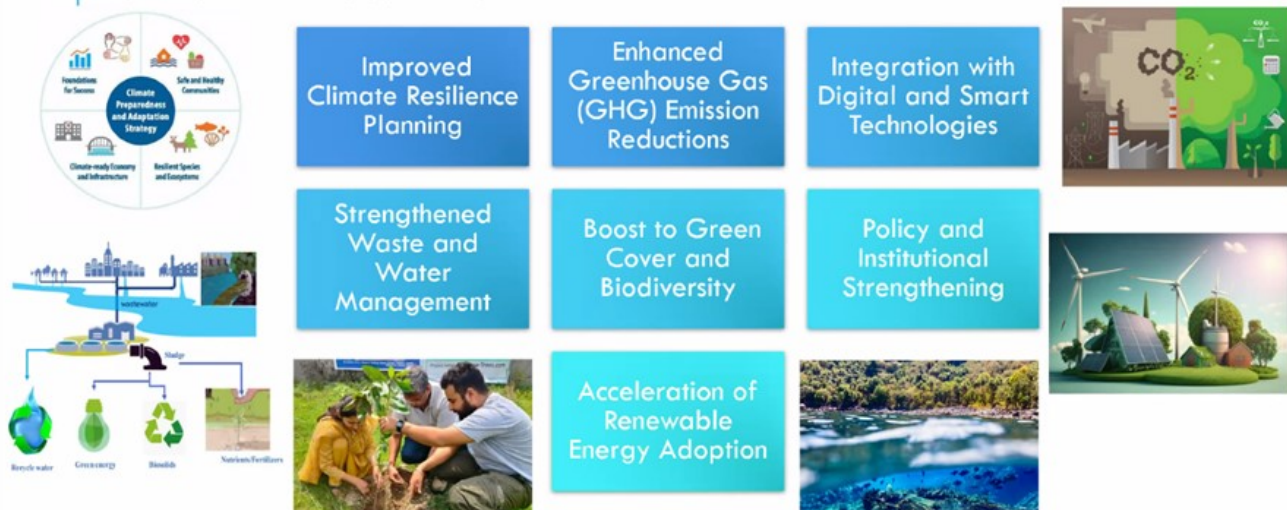 Foundations
for Success
Safe and Healthy
Communities
Climate
Preparedness
and Adaptation
Strategy
Climate-ready Economy
and Infrastructure
Resilient Species
and Ecosystems
Improved
Climate Resilience
Planning
Enhanced
Greenhouse Gas
(GHG) Emission
Reductions
Integration with
Digital and Smart
Technologies
CO2
Strengthened
Waste and
Water
Management
Boost to Green
Cover and
Biodiversity
Policy and
Institutional
Strengthening
wastewater
Sludge
Recycle water
Green energy
Biosolids
Nutrients/Fertilizers
Acceleration of
Renewable
Energy Adoption